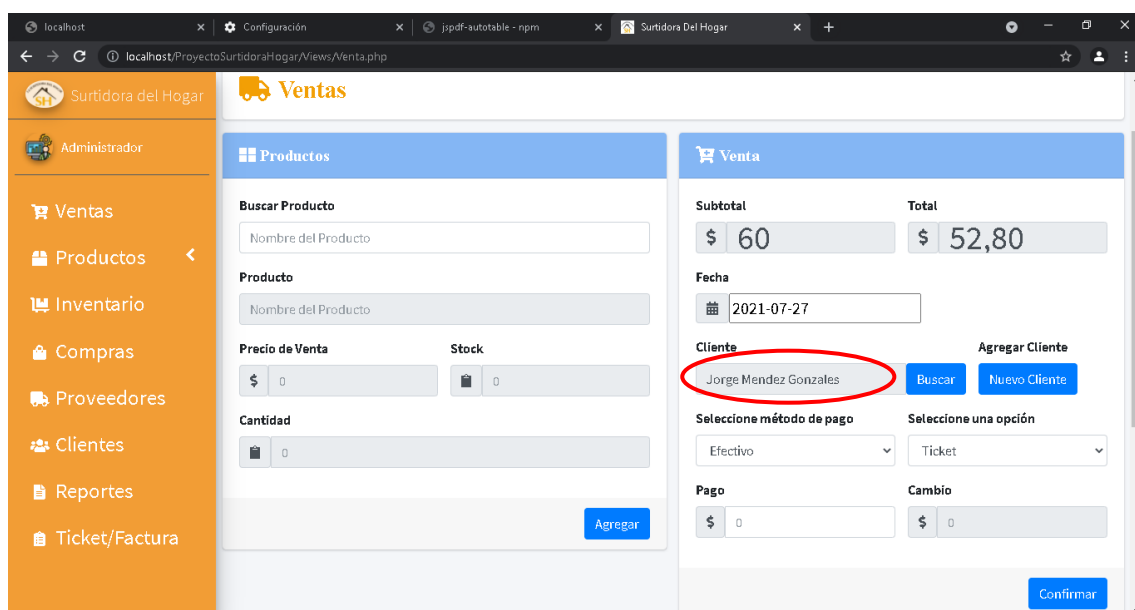 localhost
Configuración
jspdf-autotable - npm
Surtidora Del Hogar
localhost/ProyectoSurtidoraHogar/Views/Venta.php
SH
Surtidora del Hogar
Administrador
Ventas
Productos
Inventario
Compras
Proveedores
Clientes
Reportes
Ticket/Factura
Ventas
Productos
Buscar Producto
Nombre del Producto
Producto
Nombre del Producto
Precio de Venta Stock
$ 0 0
Cantidad
0
Agregar
Venta
Subtotal Total
$ 60 $ 52,80
Fecha
2021-07-27
Cliente Agregar Cliente
Jorge Mendez Gonzales Buscar Nuevo Cliente
Seleccione método de pago Seleccione una opción
Efectivo Ticket
Pago Cambio
$ 0 $ 0
Confirmar